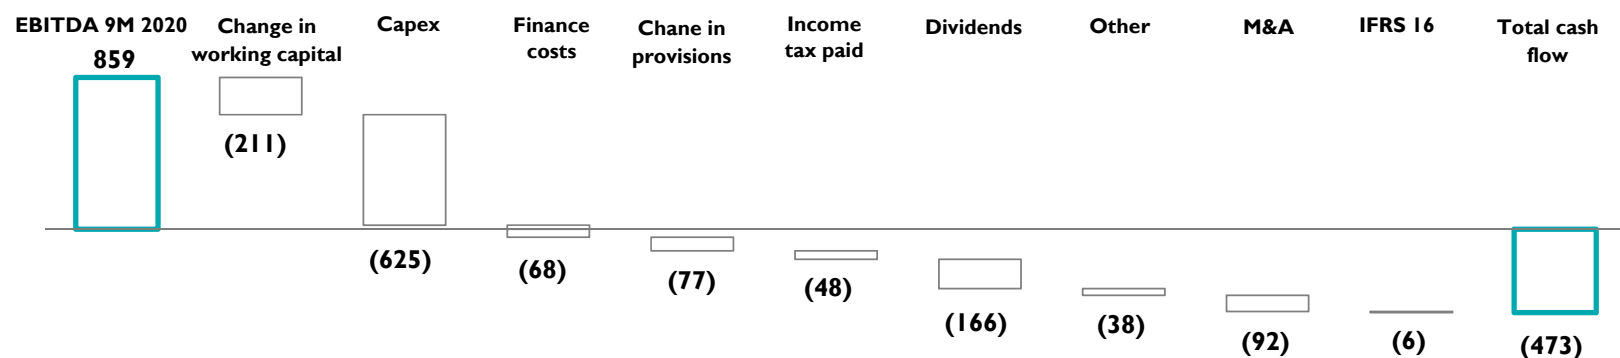 EBITDA 9M 2020
859
Change in
working capital
(211)
Capex
(625)
Finance
costs
(68)
Chane in
provisions
(77)
Income
tax paid
(48)
Dividends
(166)
Other
(38)
M&A
(92)
IFRS 16
(6)
Total cash
flow
(473)